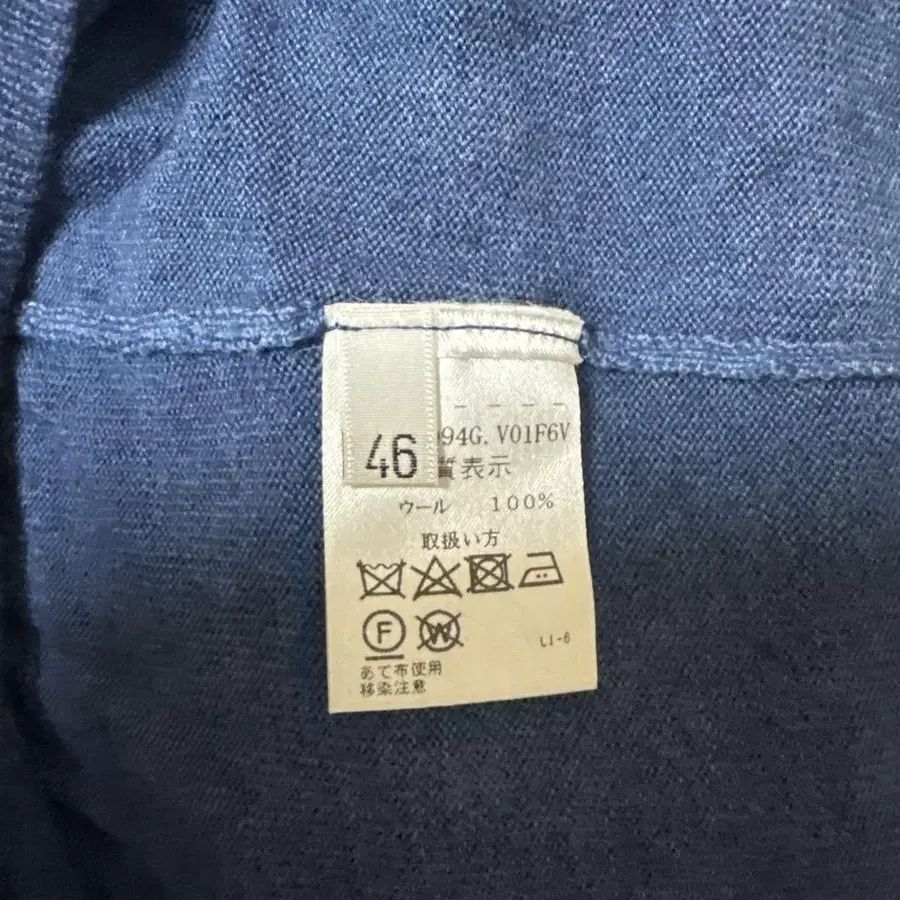 46
94G. V01F6V
質表示
ウール 100%
取扱い方
F W
L1-6
あて布使用
移染注意